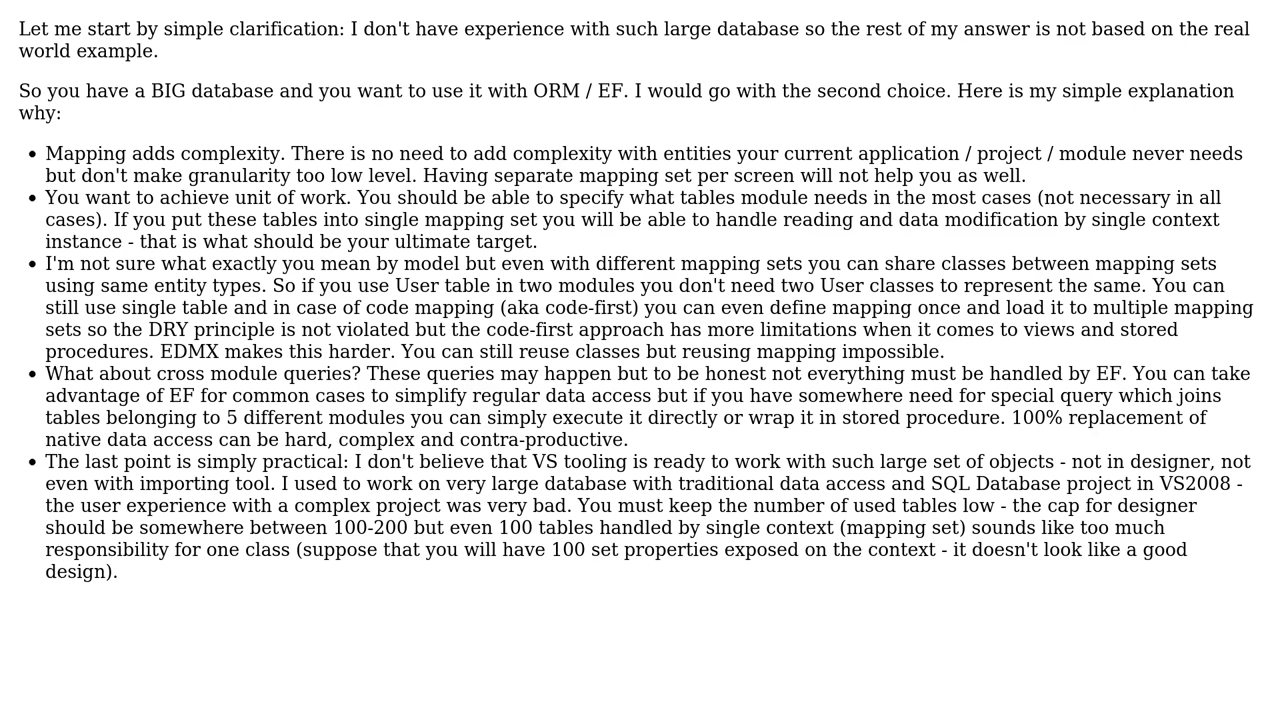 Let me start by simple clarification: I don't have experience with such large database so the rest of my answer is not based on the real
world example.
So you have a BIG database and you want to use it with ORM / EF. I would go with the second choice. Here is my simple explanation
why:
• Mapping adds complexity. There is no need to add complexity with entities your current application / project / module never needs
but don't make granularity too low level. Having separate mapping set per screen will not help you as well.
• You want to achieve unit of work. You should be able to specify what tables module needs in the most cases (not necessary in all
cases). If you put these tables into single mapping set you will be able to handle reading and data modification by single context
instance - that is what should be your ultimate target.
• I'm not sure what exactly you mean by model but even with different mapping sets you can share classes between mapping sets
using same entity types. So if you use User table in two modules you don't need two User classes to represent the same. You can
still use single table and in case of code mapping (aka code-first) you can even define mapping once and load it to multiple mapping
sets so the DRY principle is not violated but the code-first approach has more limitations when it comes to views and stored
procedures. EDMX makes this harder. You can still reuse classes but reusing mapping impossible.
• What about cross module queries? These queries may happen but to be honest not everything must be handled by EF. You can take
advantage of EF for common cases to simplify regular data access but if you have somewhere need for special query which joins
tables belonging to 5 different modules you can simply execute it directly or wrap it in stored procedure. 100% replacement of
native data access can be hard, complex and contra-productive.
• The last point is simply practical: I don't believe that VS tooling is ready to work with such large set of objects - not in designer, not
even with importing tool. I used to work on very large database with traditional data access and SQL Database project in VS2008 -
the user experience with a complex project was very bad. You must keep the number of used tables low - the cap for designer
should be somewhere between 100-200 but even 100 tables handled by single context (mapping set) sounds like too much
responsibility for one class (suppose that you will have 100 set properties exposed on the context - it doesn't look like a good
design).